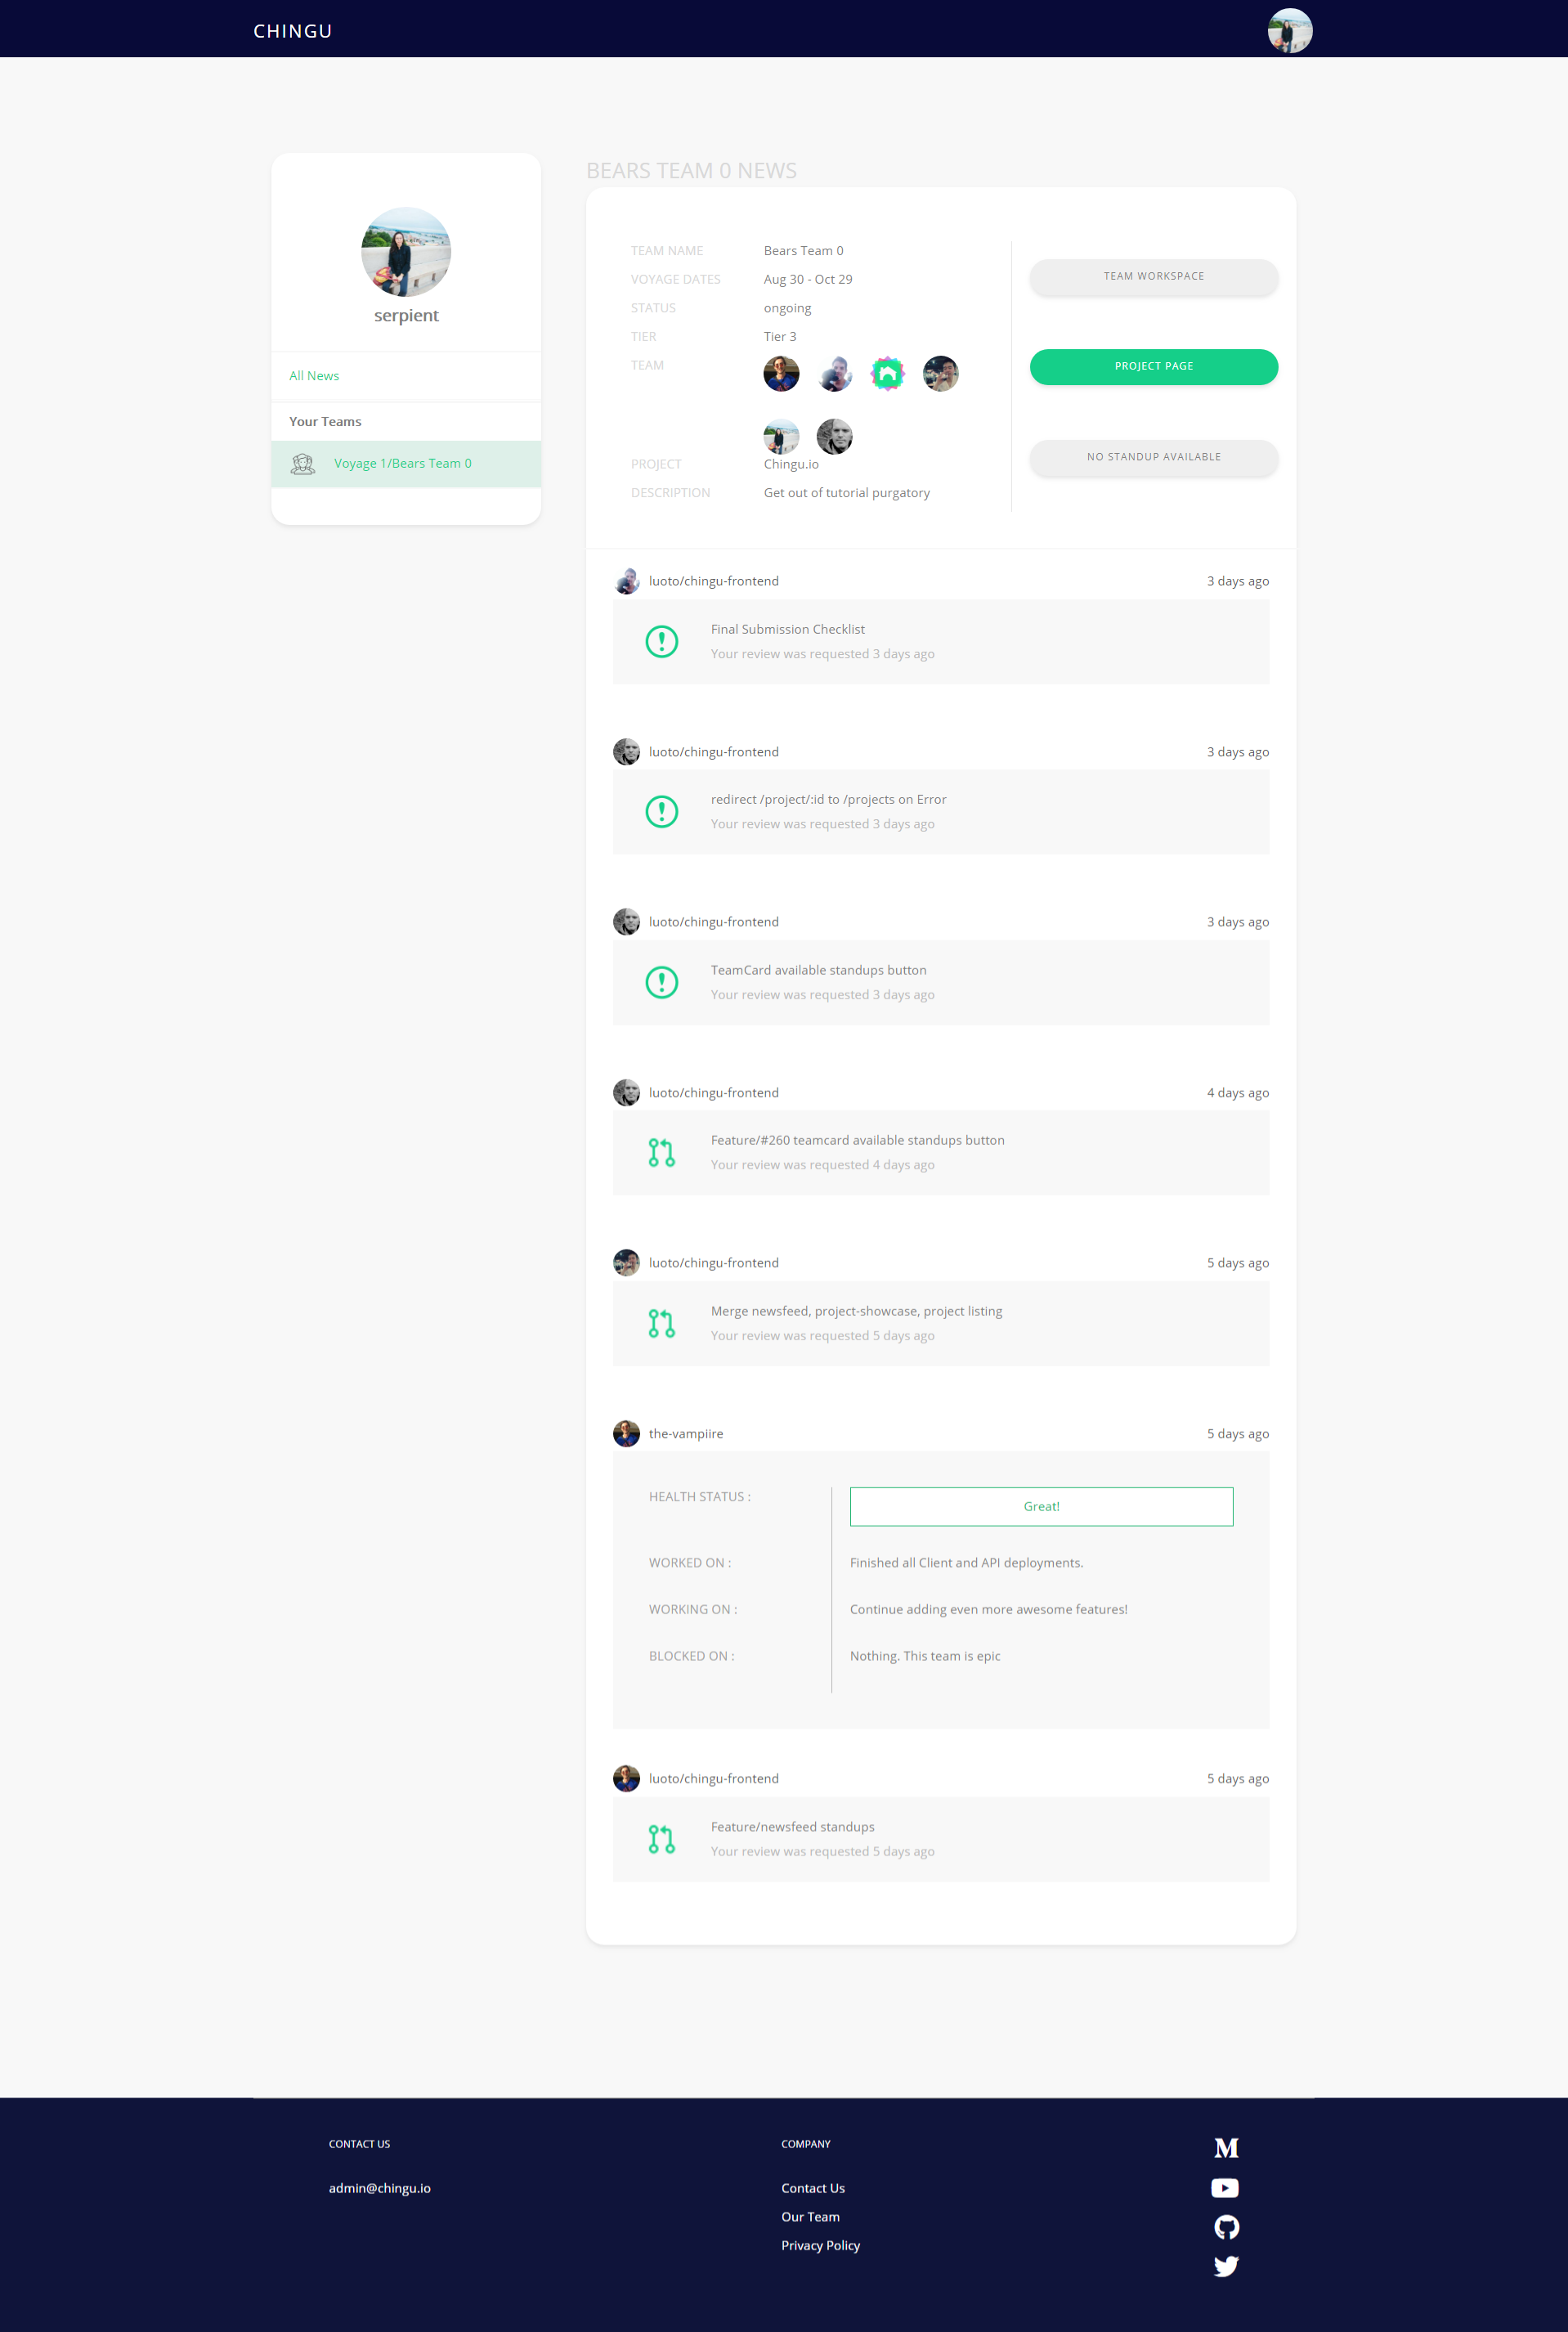 CHINGU
serpient
All News
Your Teams
Voyage 1/Bears Team 0
BEARS TEAM 0 NEWS
TEAM NAME Bears Team 0
VOYAGE DATES Aug 30 - Oct 29
STATUS ongoing
TIER Tier 3
TEAM
PROJECT Chingu.io
DESCRIPTION Get out of tutorial purgatory
TEAM WORKSPACE
PROJECT PAGE
NO STANDUP AVAILABLE
luoto/chingu-frontend 3 days ago
Final Submission Checklist
Your review was requested 3 days ago
luoto/chingu-frontend 3 days ago
redirect /project/:id to /projects on Error
Your review was requested 3 days ago
luoto/chingu-frontend 3 days ago
TeamCard available standups button
Your review was requested 3 days ago
luoto/chingu-frontend 4 days ago
Feature/#260 teamcard available standups button
Your review was requested 4 days ago
luoto/chingu-frontend 5 days ago
Merge newsfeed, project-showcase, project listing
Your review was requested 5 days ago
the-vampiire 5 days ago
HEALTH STATUS : Great!
WORKED ON : Finished all Client and API deployments.
WORKING ON : Continue adding even more awesome features!
BLOCKED ON : Nothing. This team is epic
luoto/chingu-frontend 5 days ago
Feature/newsfeed standups
Your review was requested 5 days ago
CONTACT US
admin@chingu.io
COMPANY
Contact Us
Our Team
Privacy Policy